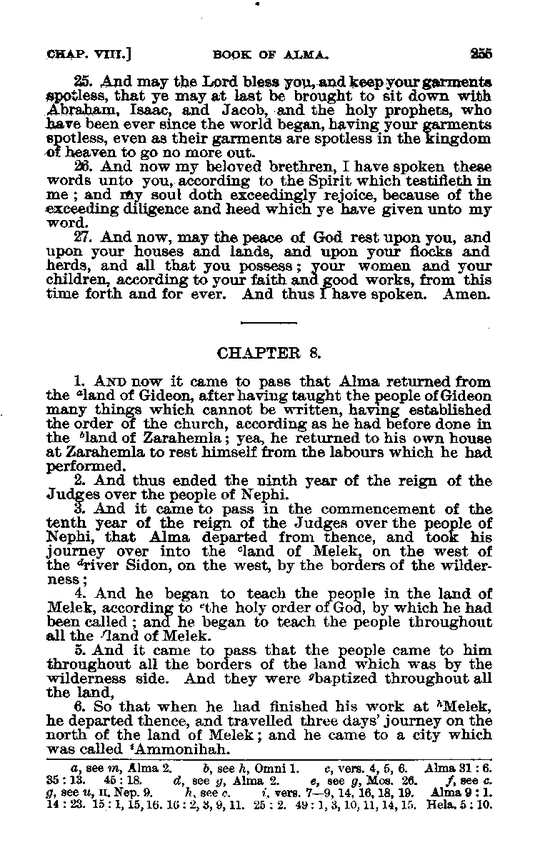 CHAP. VIII.] BOOK OF ALMA. 255
25. And may the Lord bless you, and keep your garments
spotless, that ye may at last be brought to sit down with
Abraham, Isaac, and Jacob, and the holy prophets, who
have been ever since the world began, having your garments
spotless, even as their garments are spotless in the kingdom
of heaven to go no more out.
26. And now my beloved brethren, I have spoken these
words unto you, according to the Spirit which testifieth in
me; and my soul doth exceedingly rejoice, because of the
exceeding diligence and heed which ye have given unto my
word.
27. And now, may the peace of God rest upon you, and
upon your houses and lands, and upon your flocks and
herds, and all that you possess; your women and your
children, according to your faith and good works, from this
time forth and for ever. And thus I have spoken. Amen.
CHAPTER 8.
1. AND now it came to pass that Alma returned from
the ᵃland of Gideon, after having taught the people of Gideon
many things which cannot be written, having established
the order of the church, according as he had before done in
the ᵇland of Zarahemla; yea, he returned to his own house
at Zarahemla to rest himself from the labours which he had
performed.
2. And thus ended the ninth year of the reign of the
Judges over the people of Nephi.
3. And it came to pass in the commencement of the
tenth year of the reign of the Judges over the people of
Nephi, that Alma departed from thence, and took his
journey over into the ᶜland of Melek, on the west of
the ᵈriver Sidon, on the west, by the borders of the wilder-
ness;
4. And he began to teach the people in the land of
Melek, according to ᵉthe holy order of God, by which he had
been called; and he began to teach the people throughout
all the ᶠland of Melek.
5. And it came to pass that the people came to him
throughout all the borders of the land which was by the
wilderness side. And they were ᵍbaptized throughout all
the land,
6. So that when he had finished his work at ʰMelek,
he departed thence, and travelled three days' journey on the
north of the land of Melek; and he came to a city which
was called ⁱAmmonihah.
a, see m, Alma 2. b, see h, Omni 1. c, vers. 4, 5, 6. Alma 31: 6.
35: 13. 45: 18. d, see g, Alma 2. e, see g, Mos. 26. f, see c.
g, see u, II. Nep. 9. h, see c. i, vers. 7—9, 14, 16, 18, 19. Alma 9: 1.
14: 23. 15: 1, 15, 16. 16: 2, 3, 9, 11. 25: 2. 49: 1, 3, 10, 11, 14, 15. Hela. 5: 10.